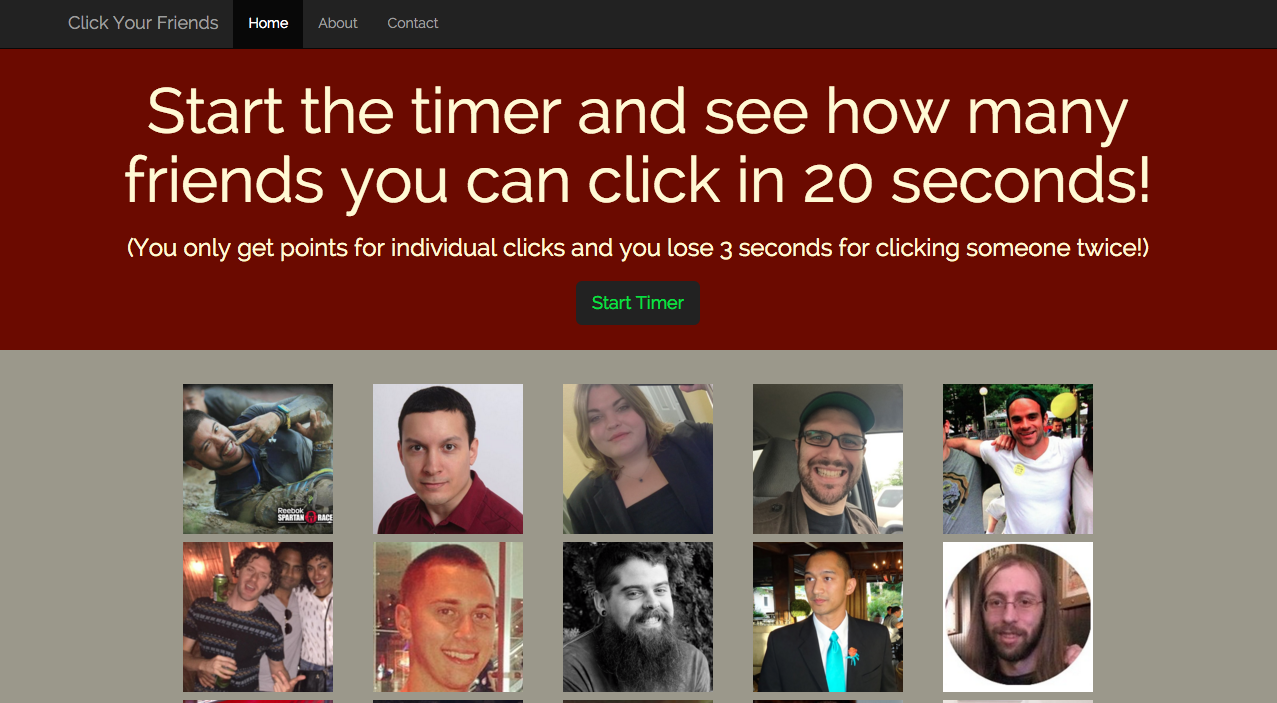 Click Your Friends Home About Contact
Start the timer and see how many
friends you can click in 20 seconds!
(You only get points for individual clicks and you lose 3 seconds for clicking someone twice!)
Start Timer
Reebok
SPARTAN RACE